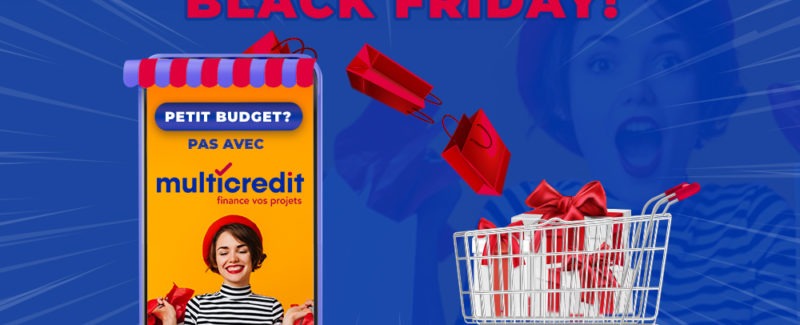 BLACK FRIDAY!
PETIT BUDGET?
PAS AVEC
multicredit
finance vos projets